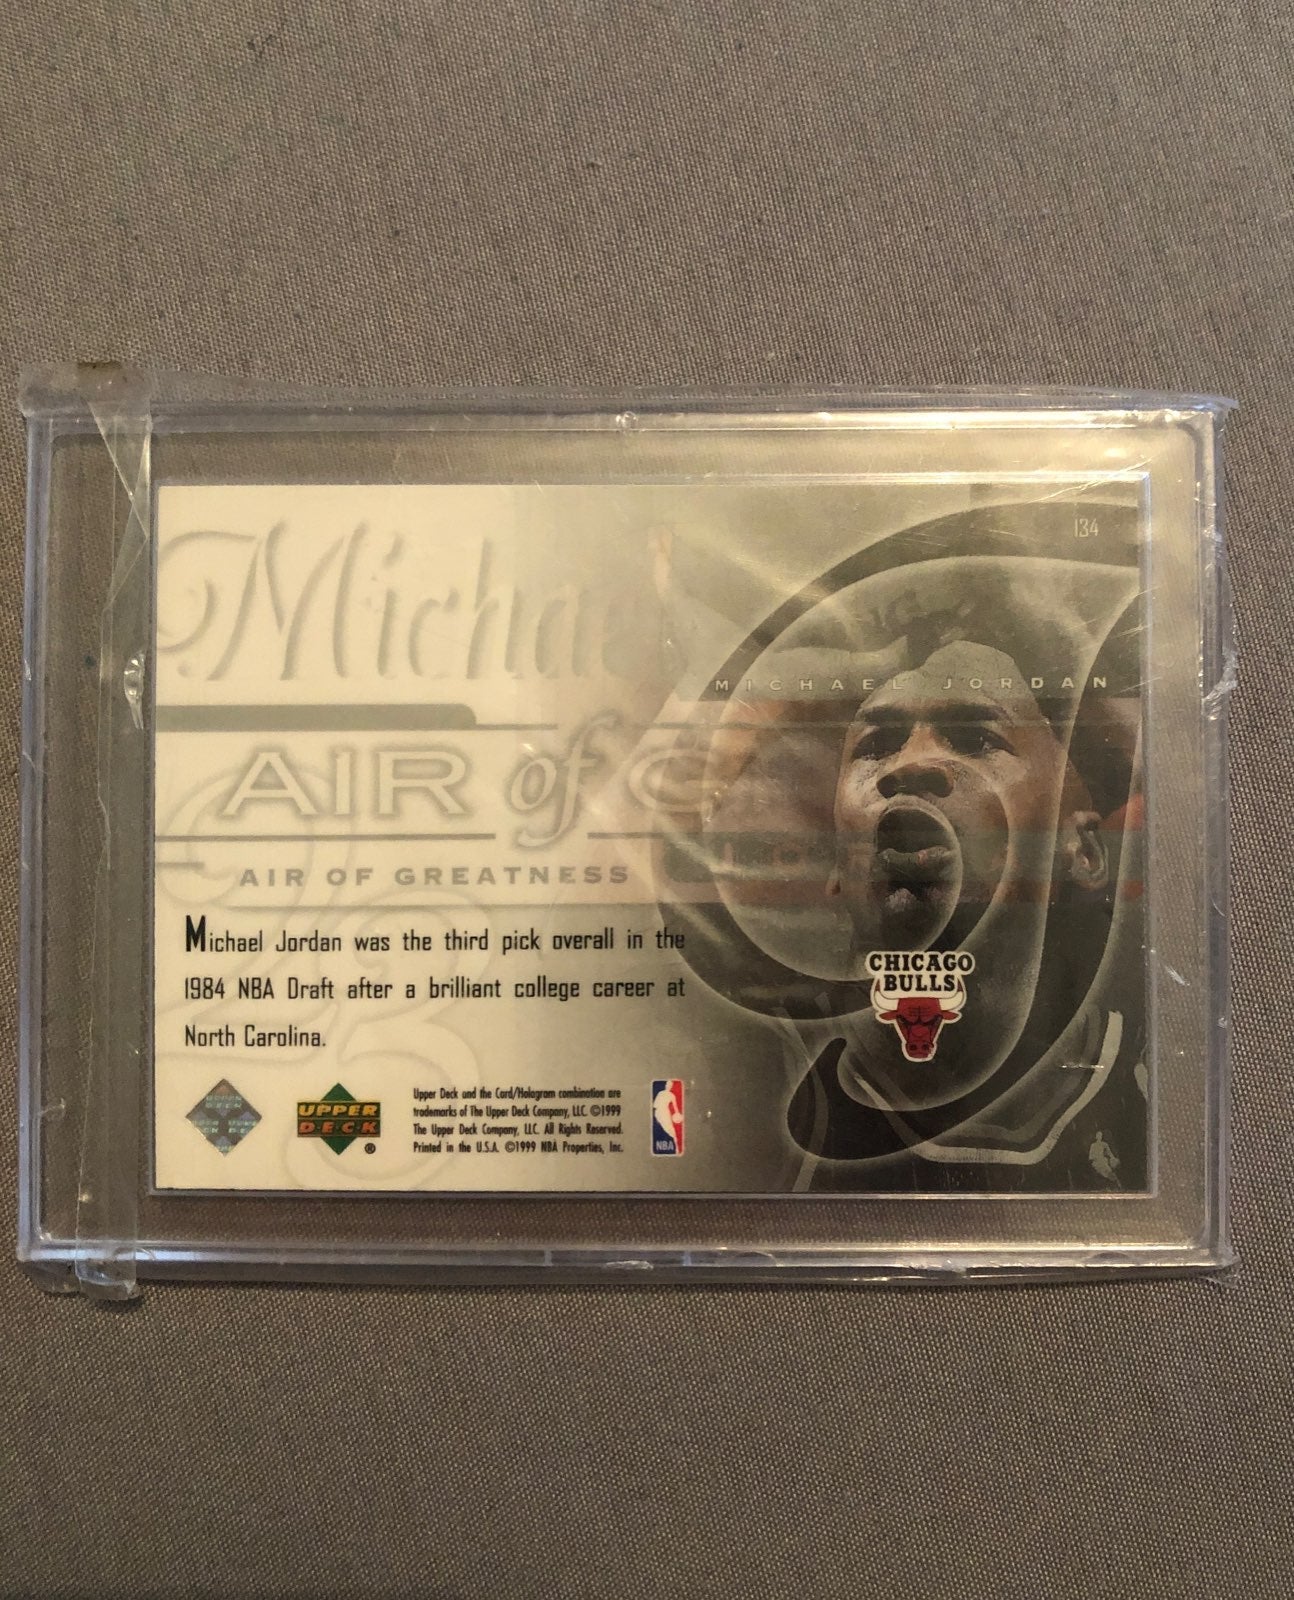 134
Michae
MICHAEL JORDAN
AIR of C
AIR OF GREATNESS
Michael Jordan was the third pick overall in the
1984 NBA Draft after a brilliant college career at
North Carolina.
23
CHICAGO
BULLS
UPPER
DECK
UPPER
DECK
®
Upper Deck and the Card/Hologram combination are
trademarks of The Upper Deck Company, LLC. ©1999
The Upper Deck Company, LLC. All Rights Reserved.
Printed in the U.S.A. ©1999 NBA Properties, Inc.
NBA